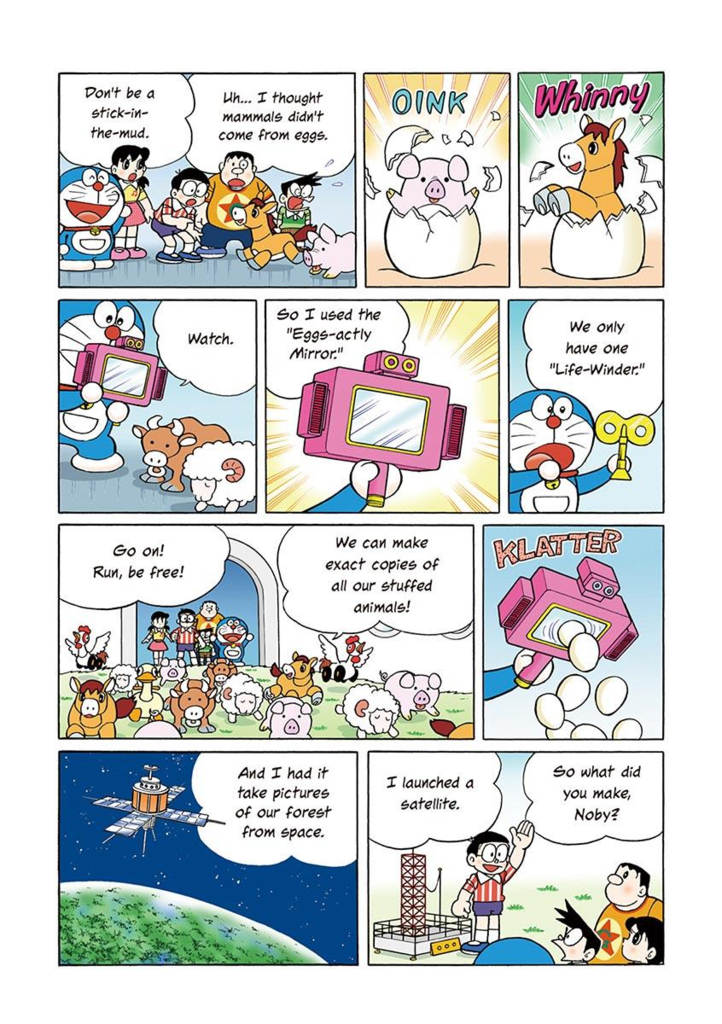 Whinny
OINK
Uh... I thought
mammals didn't
come from eggs.
Don't be a
stick-in-
the-mud.
We only
have one
"Life-Winder."
So I used the
"Eggs-actly
Mirror."
Watch.
KLATTER
We can make
exact copies of
all our stuffed
animals!
Go on!
Run, be free!
So what did
you make,
Noby?
I launched a
satellite.
And I had it
take pictures
of our forest
from space.